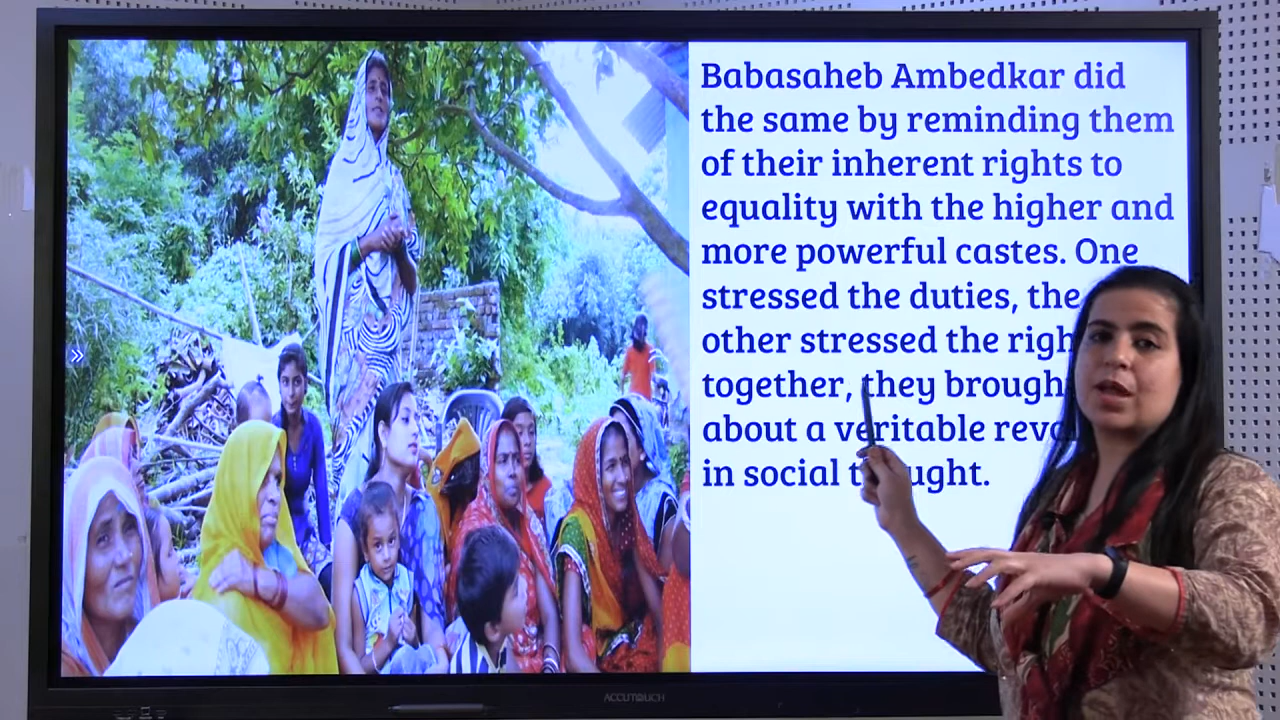 Babasaheb Ambedkar did
the same by reminding them
of their inherent rights to
equality with the higher and
more powerful castes. One
stressed the duties, the
other stressed the
together, they
about a veritable
in social
ACCUTOUCH